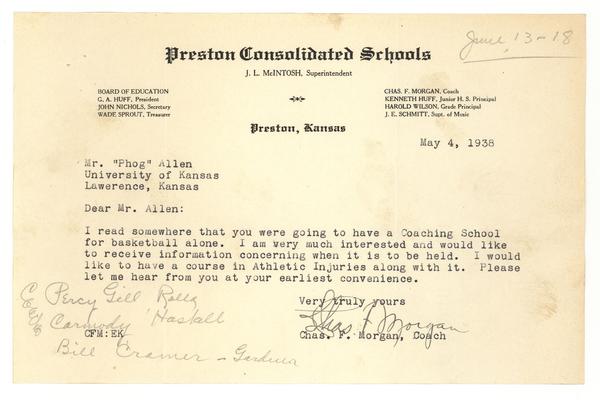 June 13-18
Preston Consolidated Schools
J. L. McINTOSH, Superintendent
BOARD OF EDUCATION
G. A. HUFF, President
JOHN NICHOLS, Secretary
WADE SPROUT, Treasurer
CHAS. F. MORGAN, Coach
KENNETH HUFF, Junior H. S. Principal
HAROLD WILSON, Grade Principal
J. E. SCHMITT, Supt. of Music
Preston, Kansas
May 4, 1938
Mr. "Phog" Allen
University of Kansas
Lawerence, Kansas
Dear Mr. Allen:
I read somewhere that you were going to have a Coaching School
for basketball alone. I am very much interested and would like
to receive information concerning when it is to be held. I would
like to have a course in Athletic Injuries along with it. Please
let me hear from you at your earliest convenience.
Very truly yours
Chas F Morgan
Chas. F. Morgan, Coach
CFM:EK
Percy Gill Rolla
Carmody Haskell
Bill Cramer - Gardner